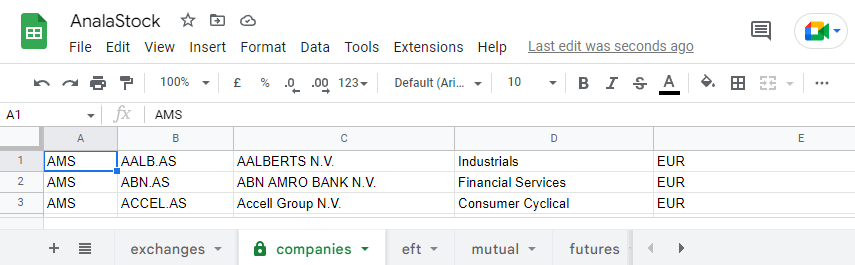 AnalaStock
File Edit View Insert Format Data Tools Extensions Help Last edit was seconds ago
100% £ % .0 .00 123 Default (Ari... 10 B I S A
A1 fx AMS
A B C D E
1 AMS AALB.AS AALBERTS N.V. Industrials EUR
2 AMS ABN.AS ABN AMRO BANK N.V. Financial Services EUR
3 AMS ACCEL.AS Accell Group N.V. Consumer Cyclical EUR
exchanges companies eft mutual futures